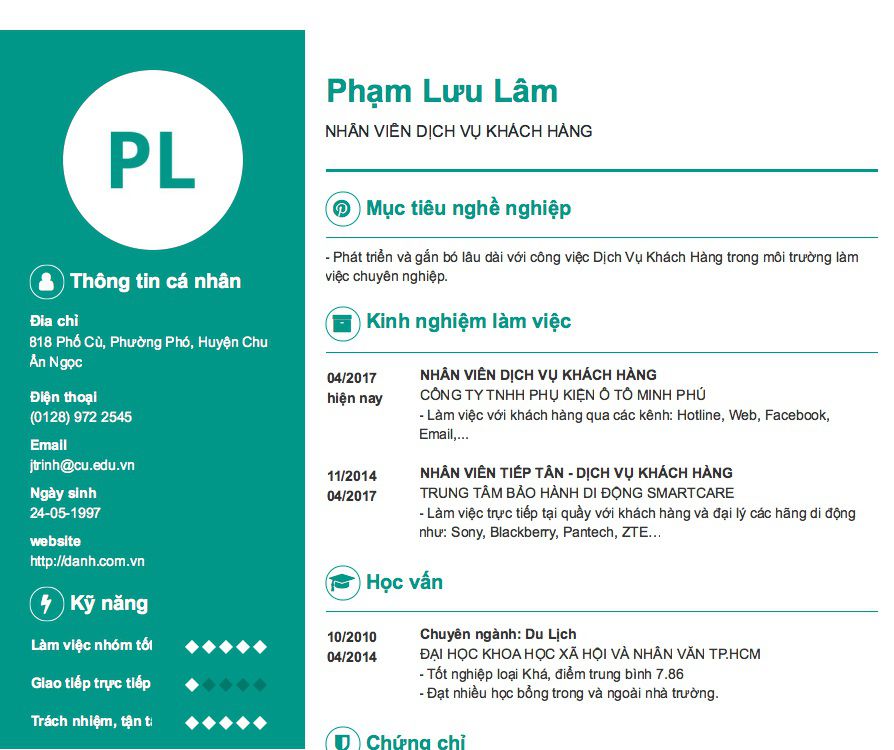 PL
Thông tin cá nhân
Đia chỉ
818 Phố Cù, Phường Phó, Huyện Chu
Ấn Ngọc
Điện thoại
(0128) 972 2545
Email
jtrinh@cu.edu.vn
Ngày sinh
24-05-1997
website
http://danh.com.vn
Kỹ năng
Làm việc nhóm tốt
Giao tiếp trực tiếp
Trách nhiệm, tận
Phạm Lưu Lâm
NHÂN VIÊN DỊCH VỤ KHÁCH HÀNG
Mục tiêu nghề nghiệp
- Phát triển và gắn bó lâu dài với công việc Dịch Vụ Khách Hàng trong môi trường làm
việc chuyên nghiệp.
Kinh nghiệm làm việc
04/2017
hiện nay
NHÂN VIÊN DỊCH VỤ KHÁCH HÀNG
CÔNG TY TNHH PHỤ KIỆN Ô TÔ MINH PHÚ
- Làm việc với khách hàng qua các kênh: Hotline, Web, Facebook,
Email,...
11/2014
04/2017
NHÂN VIÊN TIẾP TÂN - DỊCH VỤ KHÁCH HÀNG
TRUNG TÂM BẢO HÀNH DI ĐỘNG SMARTCARE
- Làm việc trực tiếp tại quầy với khách hàng và đại lý các hãng di động
như: Sony, Blackberry, Pantech, ZTE…
Học vấn
10/2010
04/2014
Chuyên ngành: Du Lịch
ĐẠI HỌC KHOA HỌC XÃ HỘI VÀ NHÂN VĂN TP.HCM
- Tốt nghiệp loại Khá, điểm trung bình 7.86
- Đạt nhiều học bổng trong và ngoài nhà trường.
Chứng chỉ